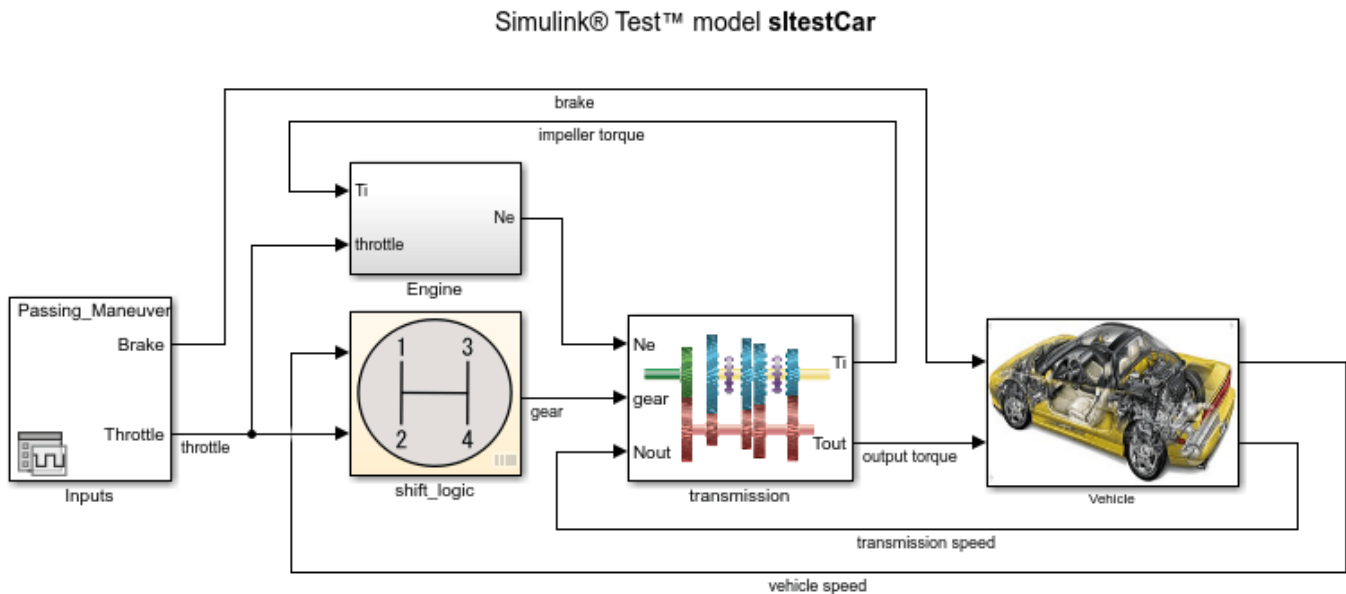 Simulink® Test™ model sltestCar
brake
impeller torque
Ti
Ne
throttle
Engine
Passing_Maneuver
Brake
Throttle
throttle
Inputs
1 3
2 4
shift_logic
gear
Ne
gear
Nout
Ti
Tout
transmission
output torque
Vehicle
transmission speed
vehicle speed